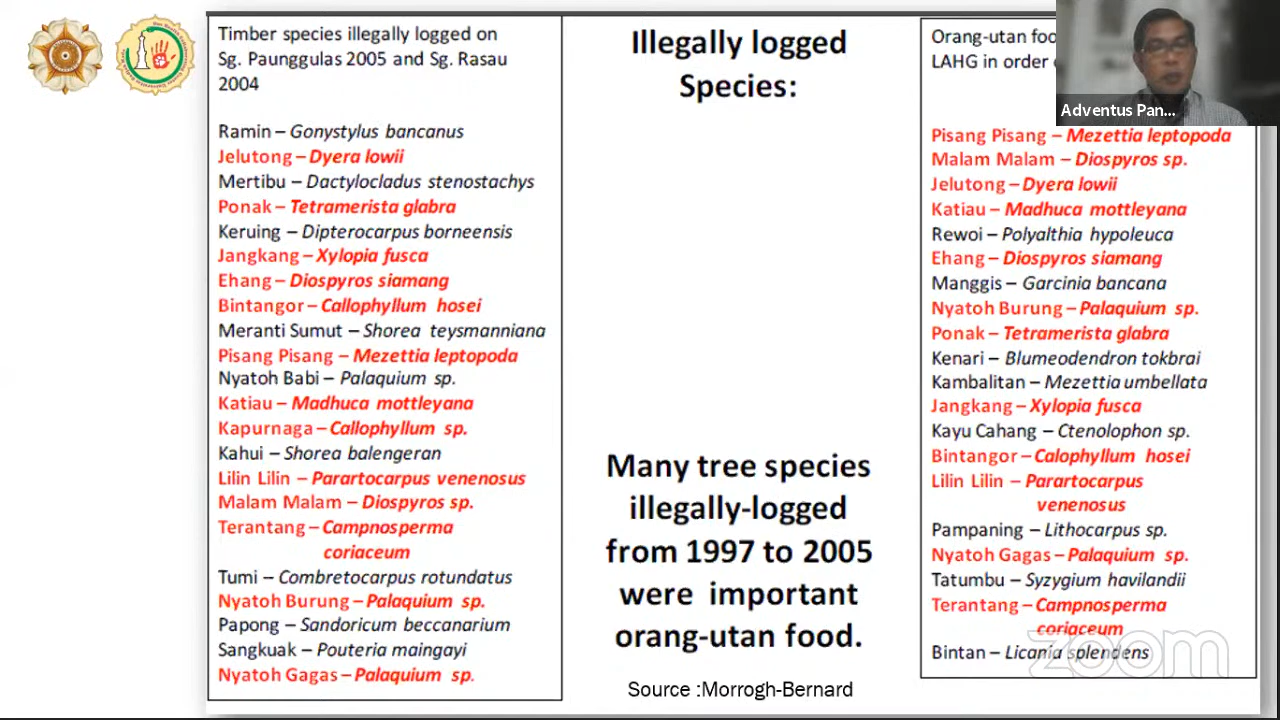 Timber species illegally logged on
Sg. Paunggulas 2005 and Sg. Rasau
2004
Ramin – Gonystylus bancanus
Jelutong – Dyera lowii
Mertibu – Dactylocladus stenostachys
Ponak – Tetramerista glabra
Keruing – Dipterocarpus borneensis
Jangkang – Xylopia fusca
Ehang – Diospyros siamang
Bintangor – Callophyllum hosei
Meranti Sumut – Shorea teysmanniana
Pisang Pisang – Mezettia leptopoda
Nyatoh Babi – Palaquium sp.
Katiau – Madhuca mottleyana
Kapurnaga – Callophyllum sp.
Kahui – Shorea balengeran
Lilin Lilin – Parartocarpus venenosus
Malam Malam – Diospyros sp.
Terantang – Campnosperma
coriaceum
Tumi – Combretocarpus rotundatus
Nyatoh Burung – Palaquium sp.
Papong – Sandoricum beccanarium
Sangkuak – Pouteria maingayi
Nyatoh Gagas – Palaquium sp.
Illegally logged
Species:
Many tree species
illegally-logged
from 1997 to 2005
were important
orang-utan food.
Source :Morrogh-Bernard
Orang-utan
LAHG in order
Pisang Pisang – Mezettia leptopoda
Malam Malam – Diospyros sp.
Jelutong – Dyera lowii
Katiau – Madhuca mottleyana
Rewoi – Polyalthia hypoleuca
Ehang – Diospyros siamang
Manggis – Garcinia bancana
Nyatoh Burung – Palaquium sp.
Ponak – Tetramerista glabra
Kenari – Blumeodendron tokbrai
Kambalitan – Mezettia umbellata
Jangkang – Xylopia fusca
Kayu Cahang – Ctenolophon sp.
Bintangor – Calophyllum hosei
Lilin Lilin – Parartocarpus
venenosus
Pampaning – Lithocarpus sp.
Nyatoh Gagas – Palaquium sp.
Tatumbu – Syzygium havilandii
Terantang – Campnosperma
coriaceum
Bintan – Licania splendens
Adventus Pan...
zoom